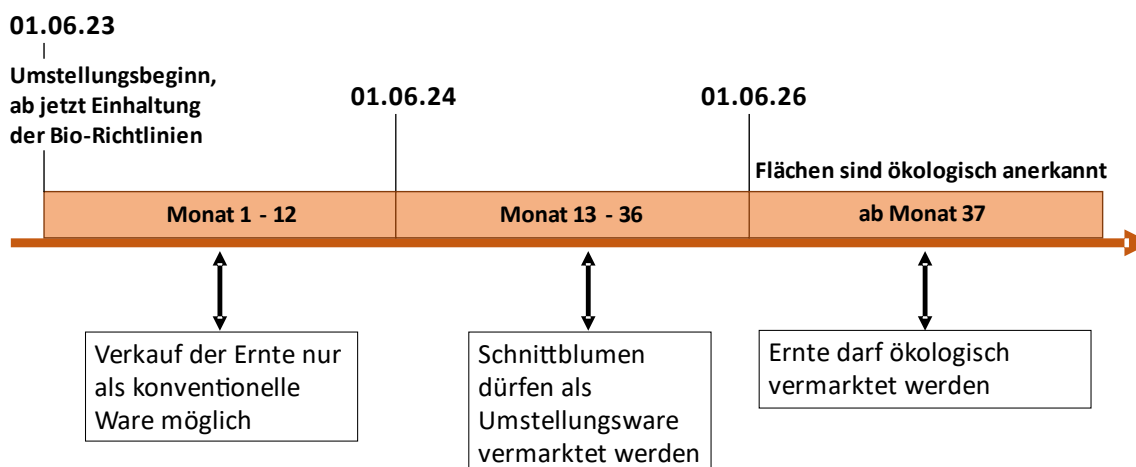 01.06.23
Umstellungsbeginn,
ab jetzt Einhaltung
der Bio-Richtlinien
01.06.24
01.06.26
Flächen sind ökologisch anerkannt
Monat 1 - 12
Monat 13 - 36
ab Monat 37
Verkauf der Ernte nur
als konventionelle
Ware möglich
Schnittblumen
dürfen als
Umstellungsware
vermarktet werden
Ernte darf ökologisch
vermarktet werden